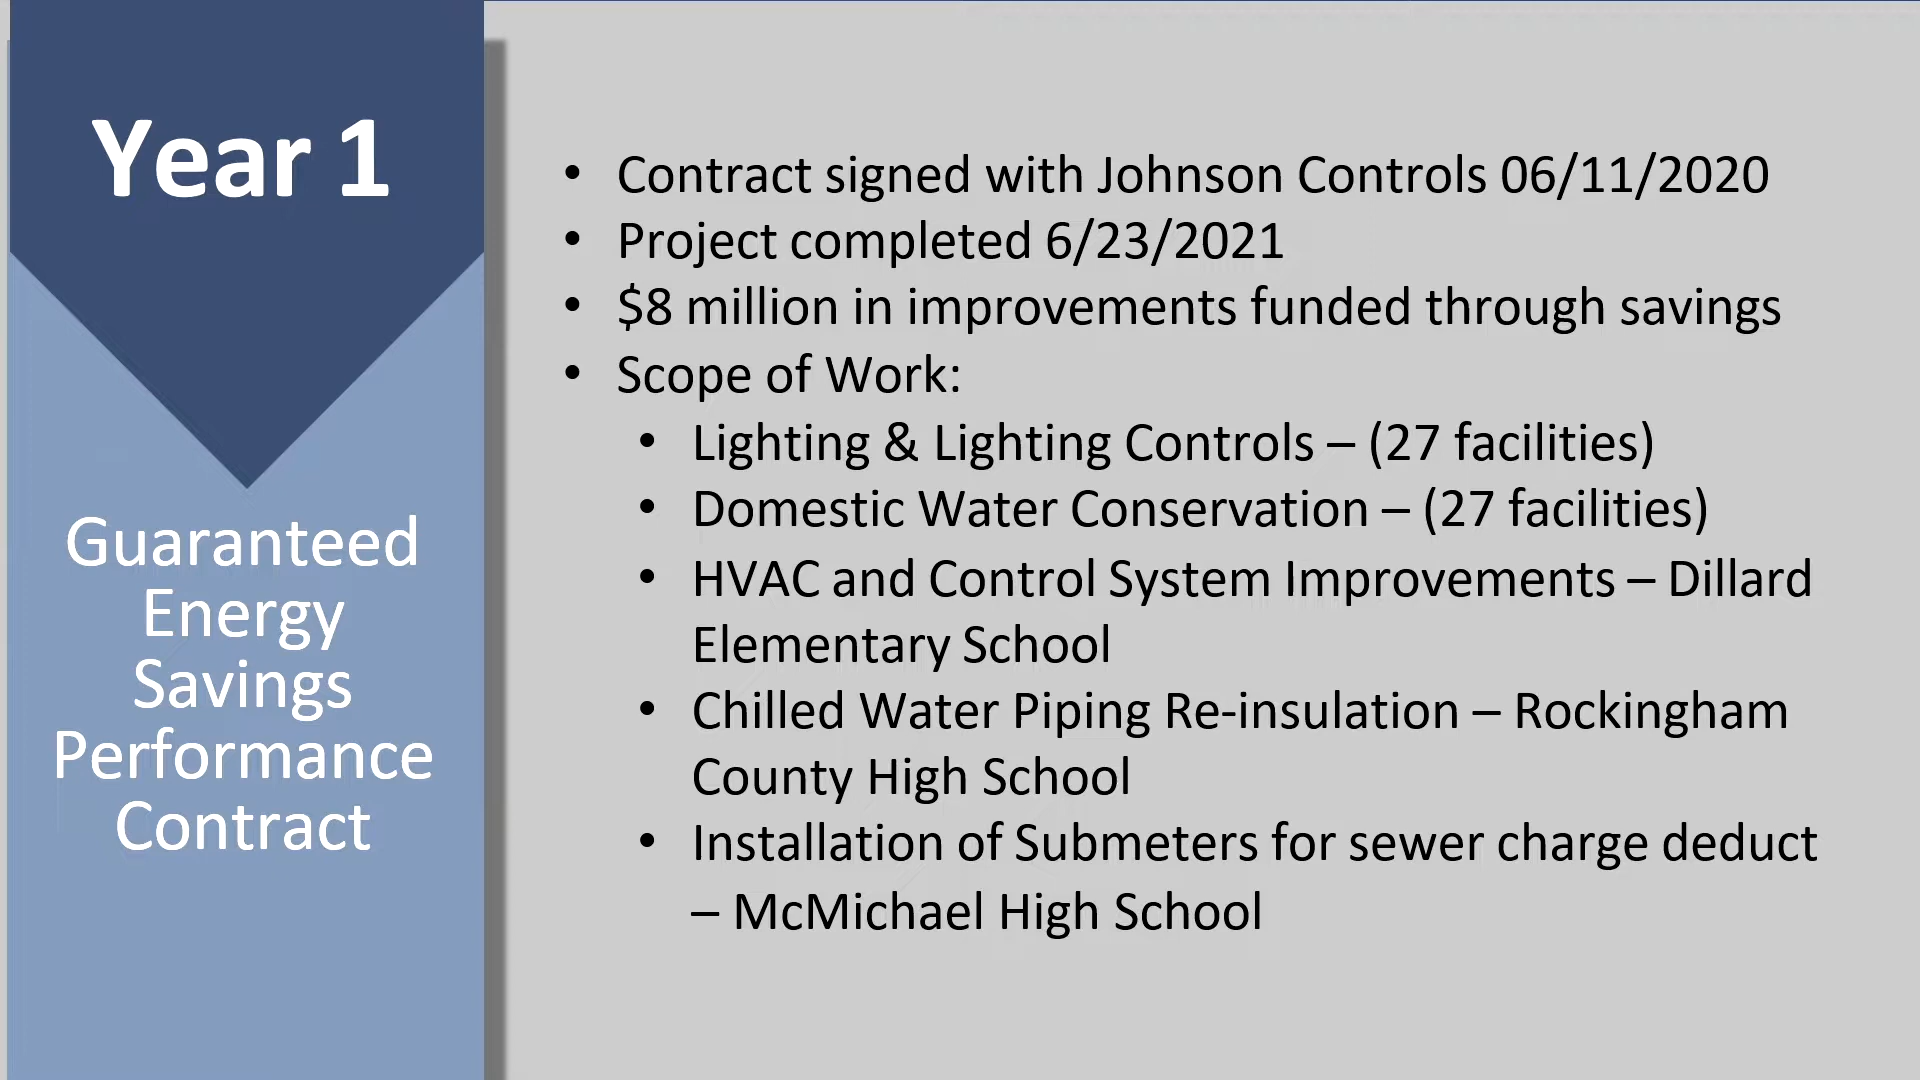 Year 1
Guaranteed
Energy
Savings
Performance
Contract
• Contract signed with Johnson Controls 06/11/2020
• Project completed 6/23/2021
• $8 million in improvements funded through savings
• Scope of Work:
• Lighting & Lighting Controls – (27 facilities)
• Domestic Water Conservation – (27 facilities)
• HVAC and Control System Improvements – Dillard
Elementary School
• Chilled Water Piping Re-insulation – Rockingham
County High School
• Installation of Submeters for sewer charge deduct
– McMichael High School